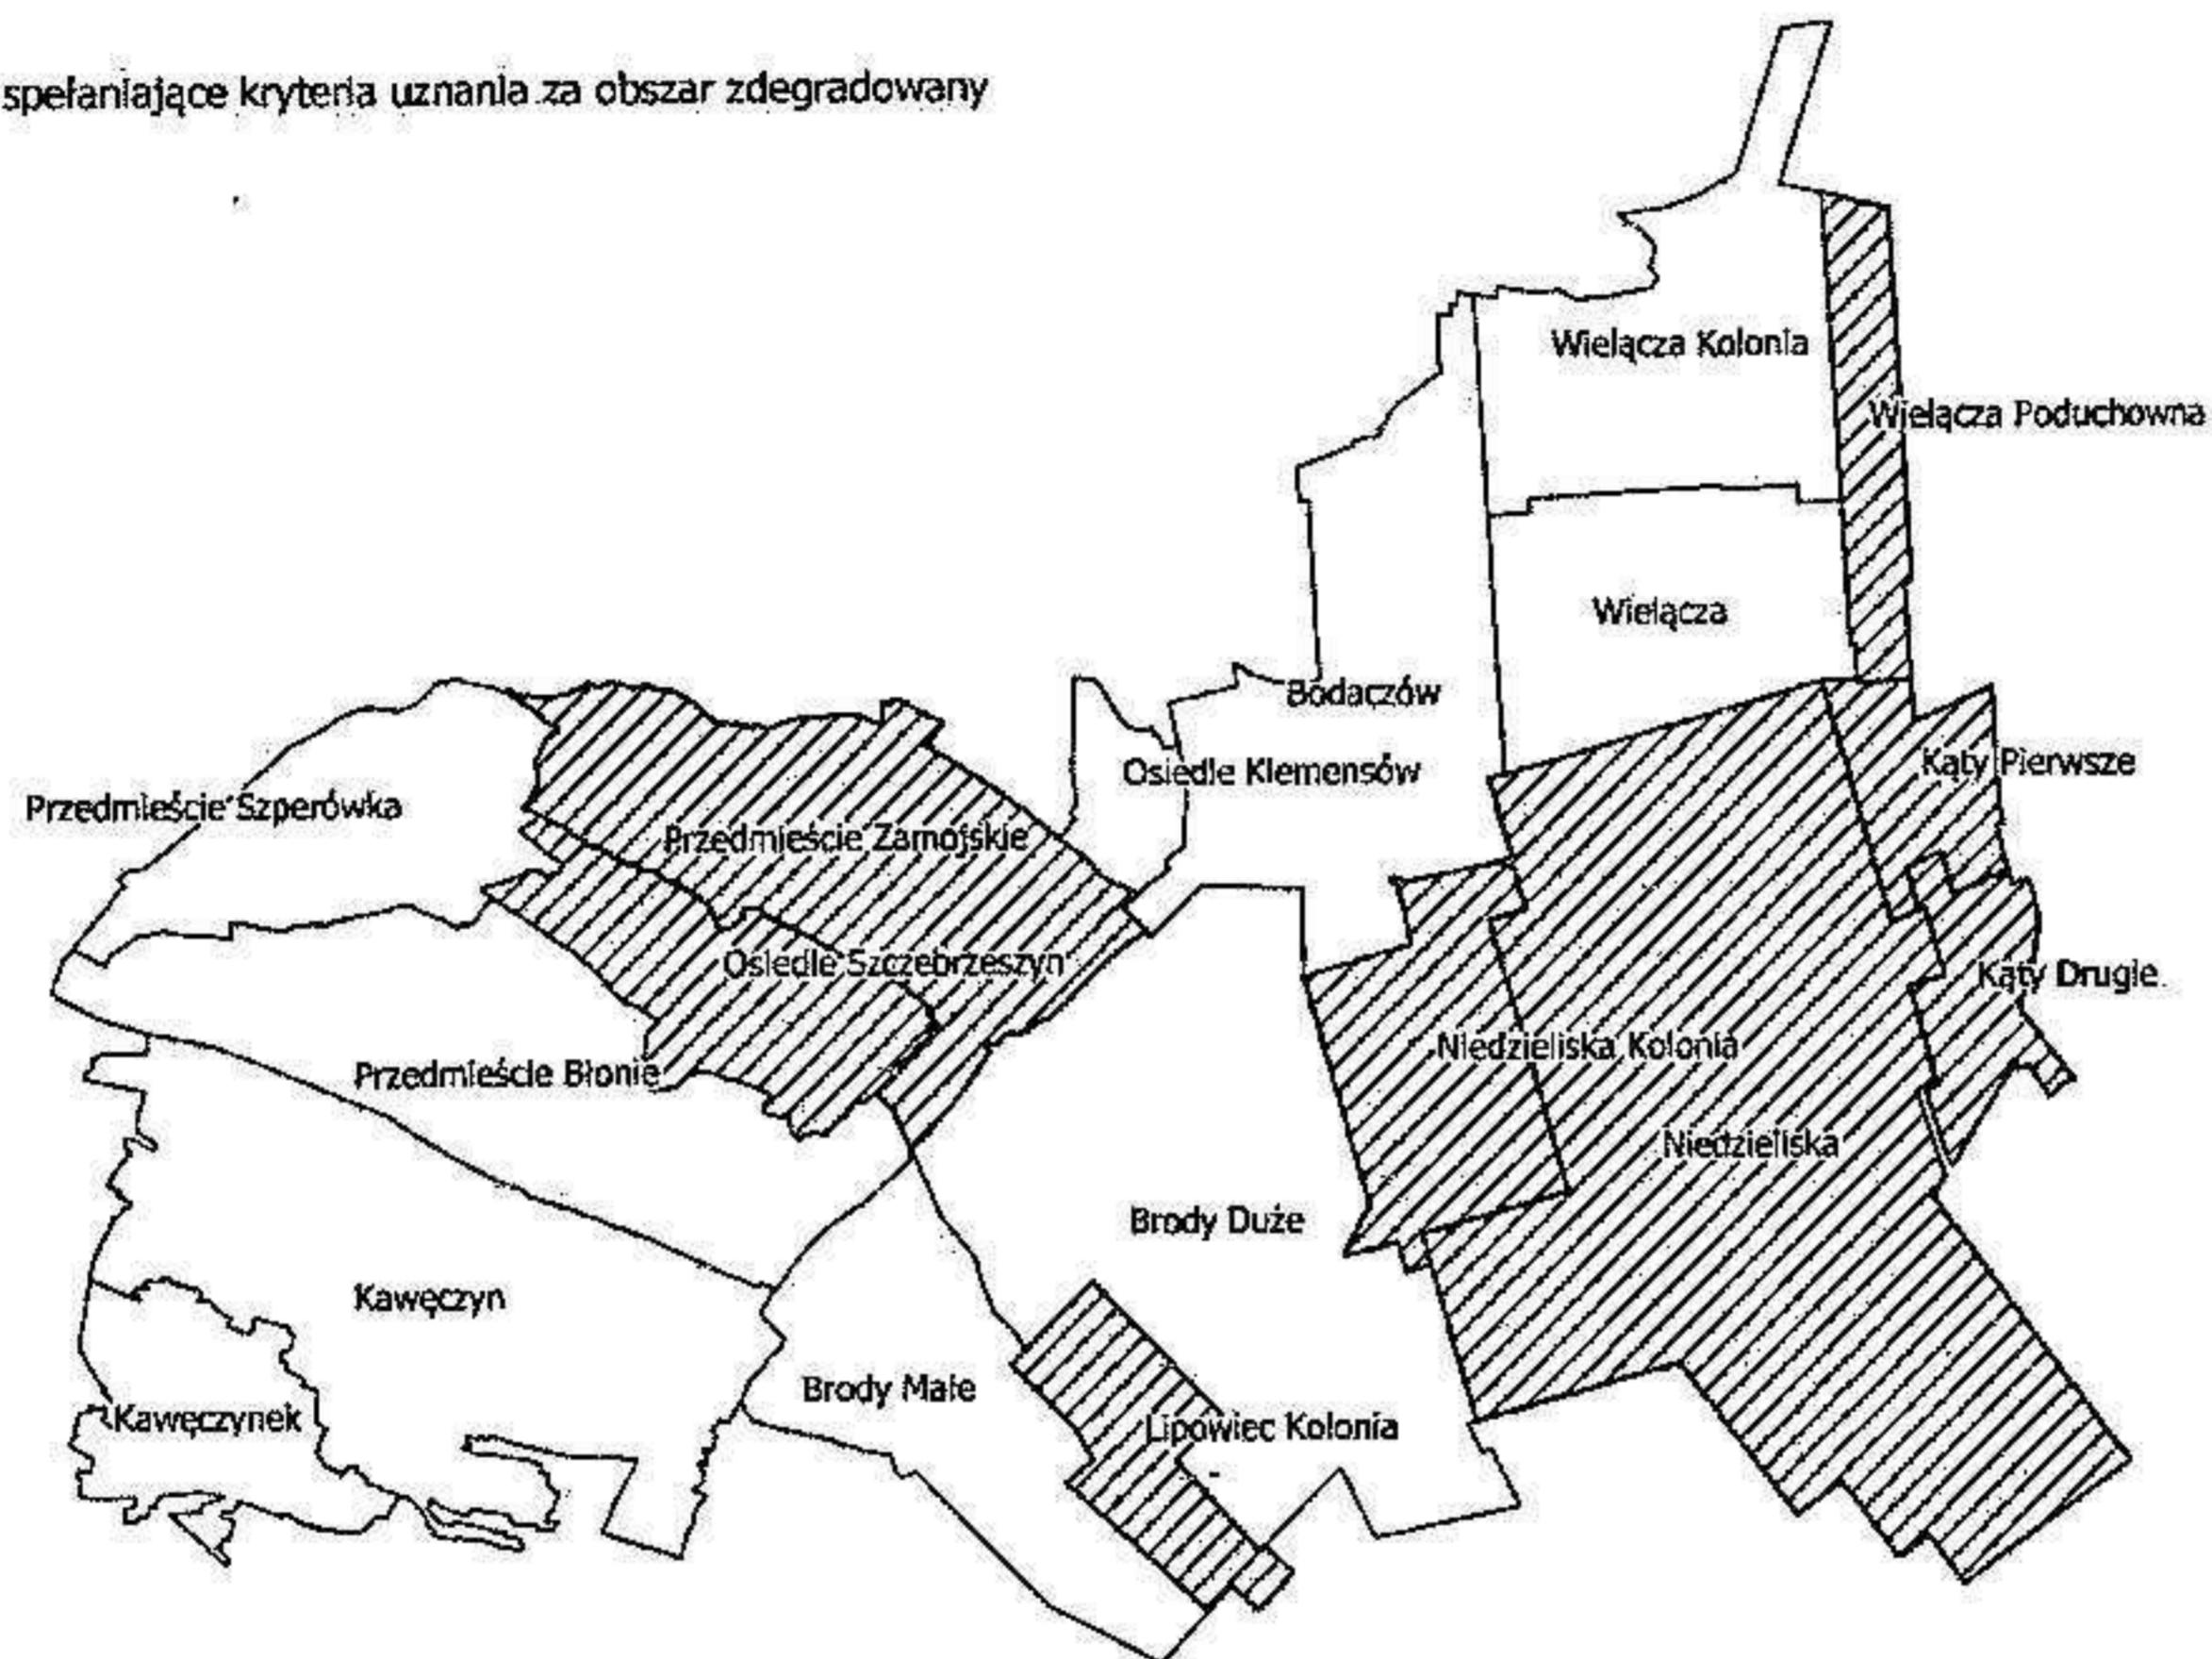 spełaniające kryteria uznania za obszar zdegradowany
Wielącza Kolonia
Wielącza Poduchowna
Wielącza
Bodaczów
Kąty Pierwsze
Osiedle Klemensów
Przedmieście Szperówka
Przedmieście Zamojskie
Osiedle Szczebrzeszyn
Kąty Drugie
Niedzieliska Kolonia
Przedmieście Błonie
Niedzieliska
Brody Duże
Kawęczyn
Brody Małe
Kawęczynek
Lipowiec Kolonia